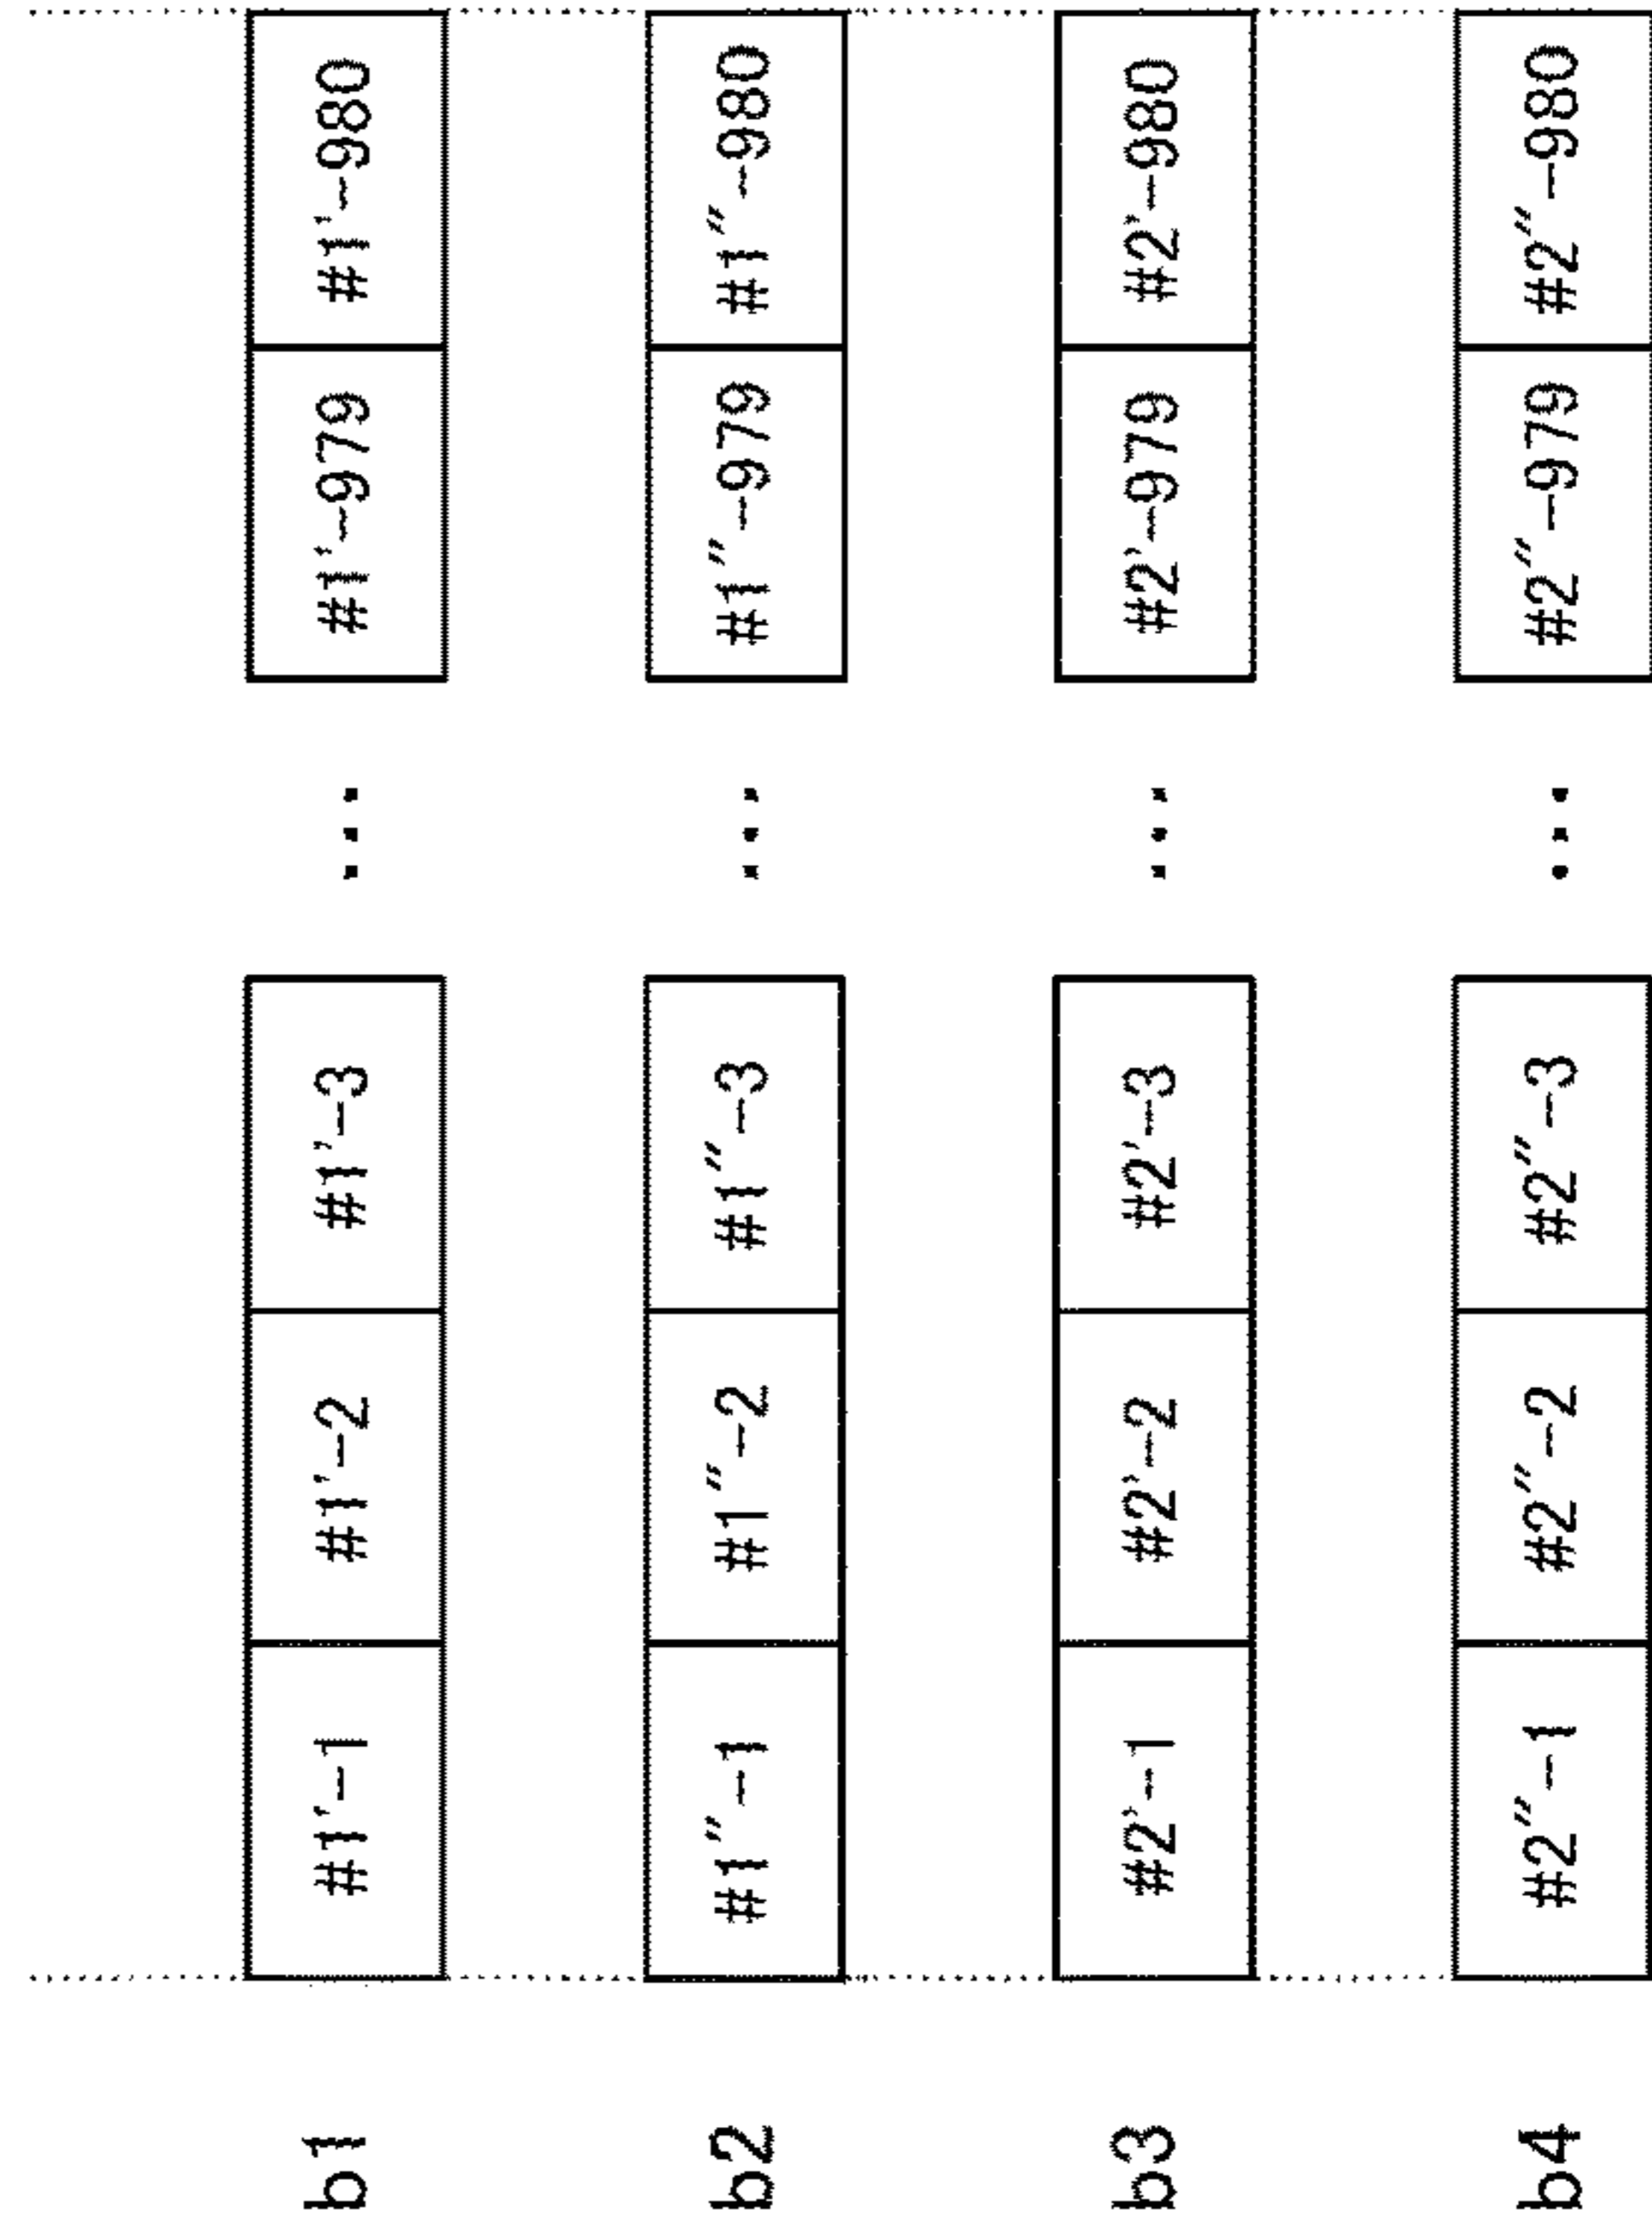 b1 #1'-1 #1'-2 #1'-3 ... #1'-979 #1'-980
b2 #1″-1 #1″-2 #1″-3 ... #1″-979 #1″-980
b3 #2'-1 #2'-2 #2'-3 ... #2'-979 #2'-980
b4 #2″-1 #2″-2 #2″-3 ... #2″-979 #2″-980